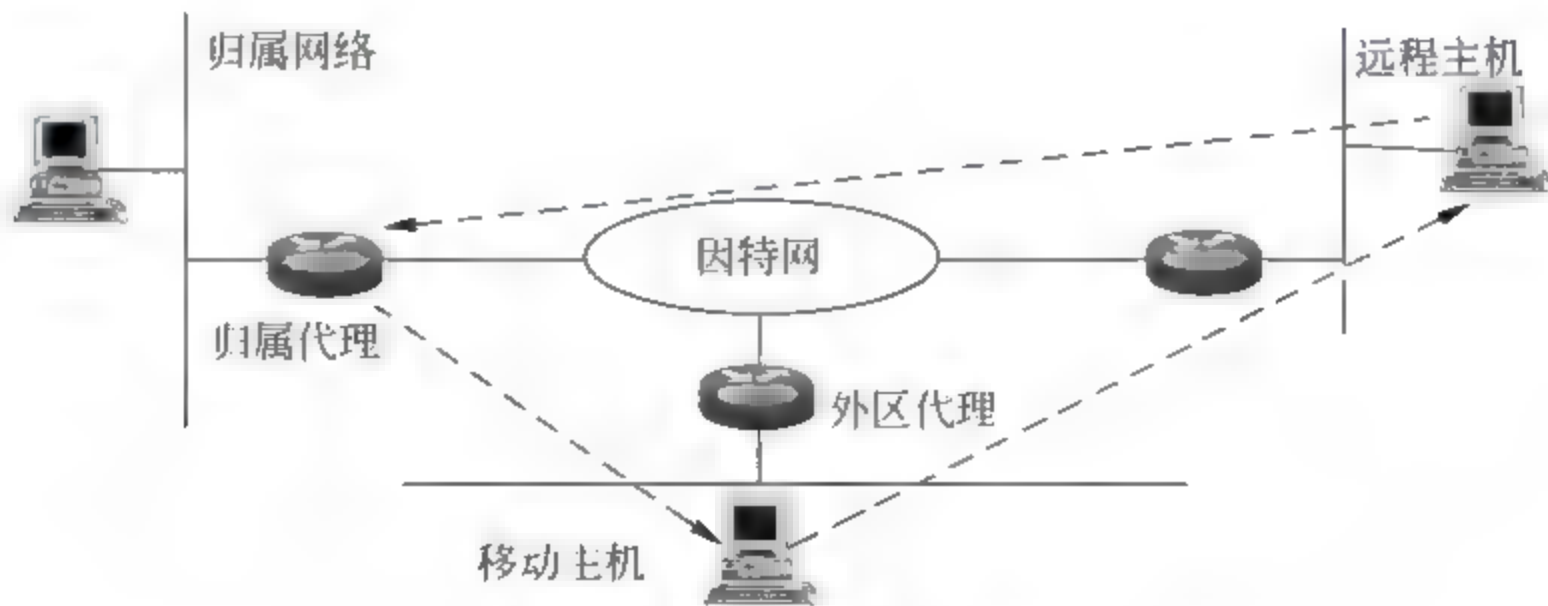 归属网络
远程主机
因特网
归属代理
外区代理
移动主机